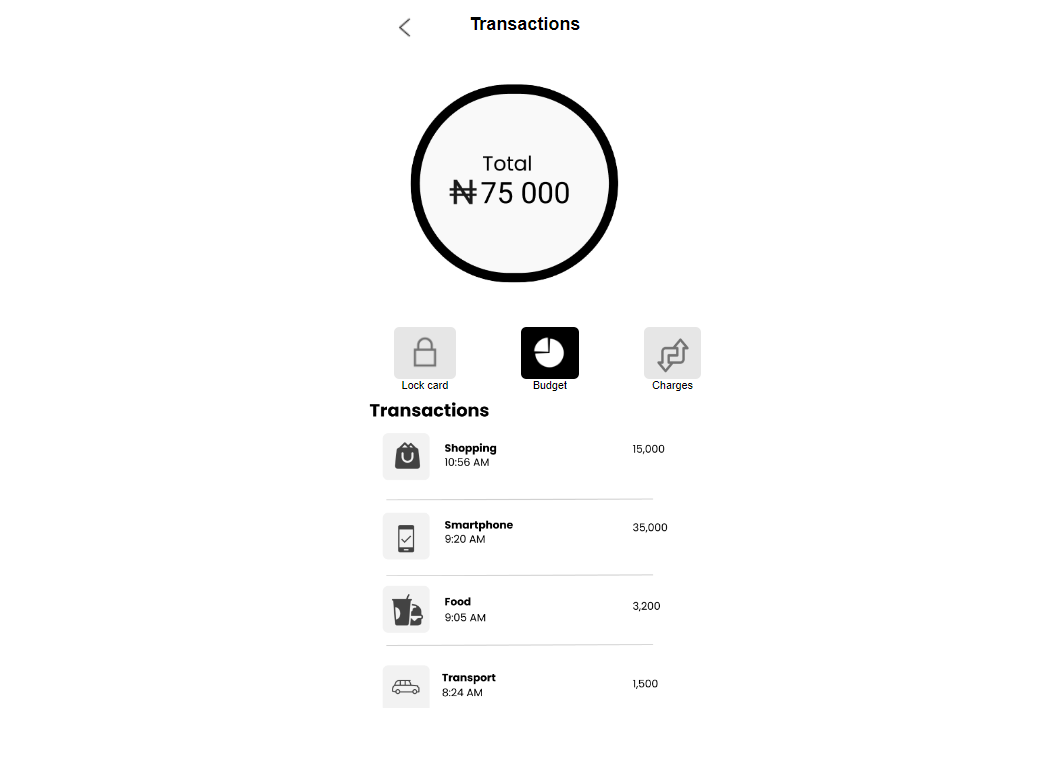 Transactions
Total
₦75 000
Lock card
Budget
Charges
Transactions
Shopping
10:56 AM
15,000
Smartphone
9:20 AM
35,000
Food
9:05 AM
3,200
Transport
8:24 AM
1,500